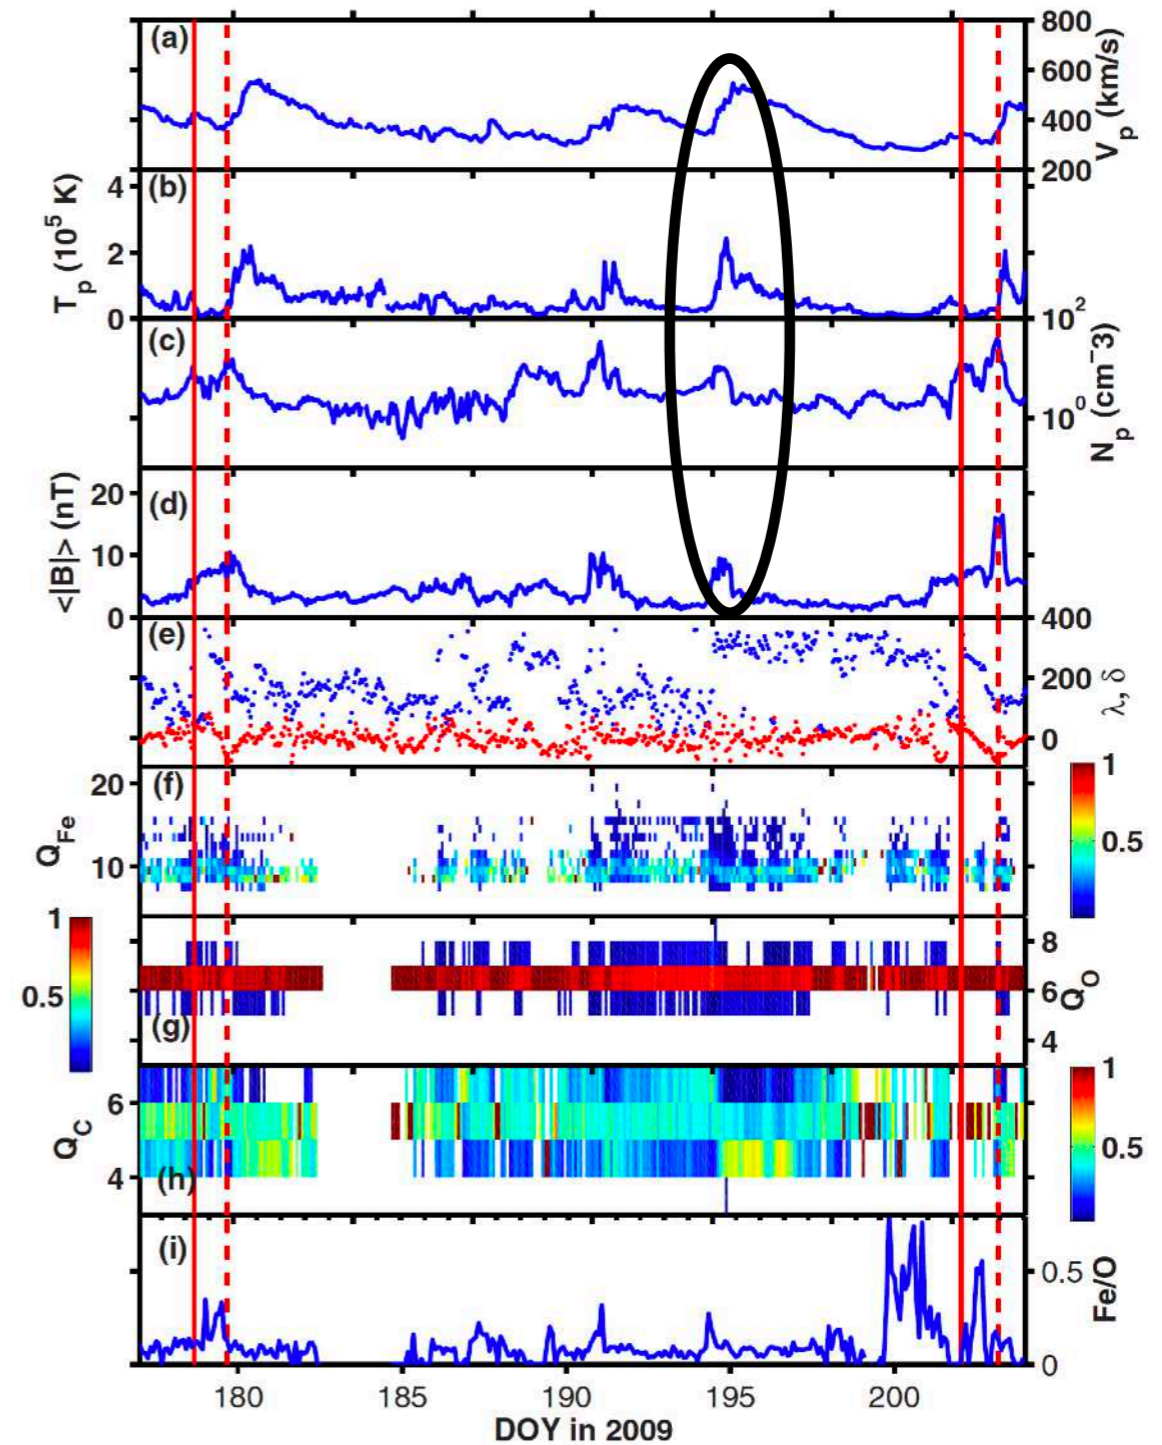 (a)
800
600
400
200
V_p (km/s)
(b)
4
2
0
T_p (10^5 K)
(c)
10^2
10^0
N_p (cm^−3)
(d)
20
10
0
<|B|> (nT)
(e)
400
200
0
λ, δ
(f)
20
10
Q_Fe
1
0.5
(g)
8
6
4
Q_O
1
0.5
(h)
6
4
Q_C
1
0.5
(i)
0.5
0
Fe/O
180 185 190 195 200
DOY in 2009